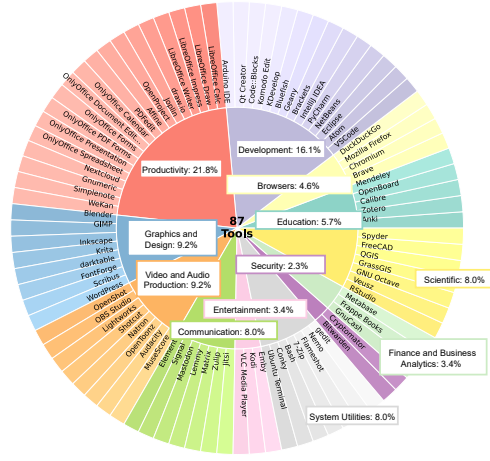 87
Tools
Productivity: 21.8%
Development: 16.1%
Browsers: 4.6%
Education: 5.7%
Scientific: 8.0%
Finance and Business
Analytics: 3.4%
Security: 2.3%
System Utilities: 8.0%
Entertainment: 3.4%
Communication: 8.0%
Video and Audio
Production: 9.2%
Graphics and
Design: 9.2%
Arduino IDE
Qt Creator
Code::Blocks
Komodo Edit
KDevelop
Bluefish
Geany
Brackets
IntelliJ IDEA
PyCharm
NetBeans
Eclipse
Atom
VSCode
DuckDuckGo
Mozilla Firefox
Chromium
Brave
Mendeley
OpenBoard
Calibre
Zotero
Anki
Spyder
FreeCAD
QGIS
GrassGIS
GNU Octave
Veusz
RStudio
Metabase
Frappe Books
GnuCash
Cryptomator
Bitwarden
gedit
Nemo
Flameshot
7-Zip
Bash
Conky
Ubuntu Terminal
Emby
Kodi
VLC Media Player
Jitsi
Zulip
Matrix
Lemmy
Mastodon
Signal
Element
MuseScore
Audacity
OpenToonz
Natron
Shotcut
Lightworks
OBS Studio
OpenShot
WordPress
Scribus
FontForge
darktable
Krita
Inkscape
GIMP
Blender
WeKan
Simplenote
Gnumeric
Nextcloud
OnlyOffice Spreadsheet
OnlyOffice Presentation
OnlyOffice PDF Forms
OnlyOffice Forms
OnlyOffice Document Editor
OnlyOffice Calendar
PDFedit
Affine
OpenProject
Joplin
draw.io
LibreOffice Writer
LibreOffice Impress
LibreOffice Draw
LibreOffice Calc